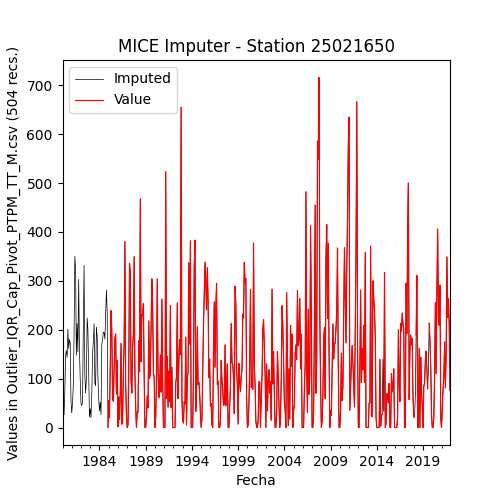 MICE Imputer - Station 25021650
Imputed
Value
Values in Outlier_IQR_Cap_Pivot_PTPM_TT_M.csv (504 recs.)
700
600
500
400
300
200
100
0
1984 1989 1994 1999 2004 2009 2014 2019
Fecha